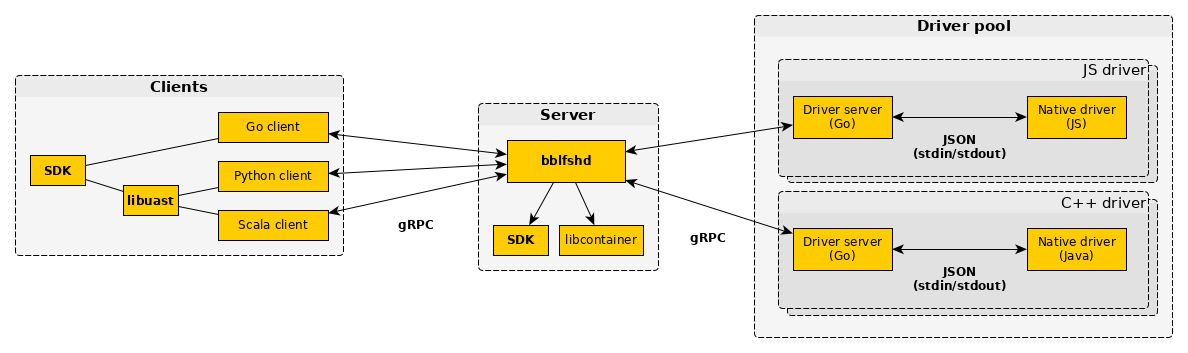 Clients
SDK
libuast
Go client
Python client
Scala client
gRPC
Server
bblfshd
SDK
libcontainer
gRPC
Driver pool
JS driver
Driver server
(Go)
JSON
(stdin/stdout)
Native driver
(JS)
C++ driver
Driver server
(Go)
JSON
(stdin/stdout)
Native driver
(Java)